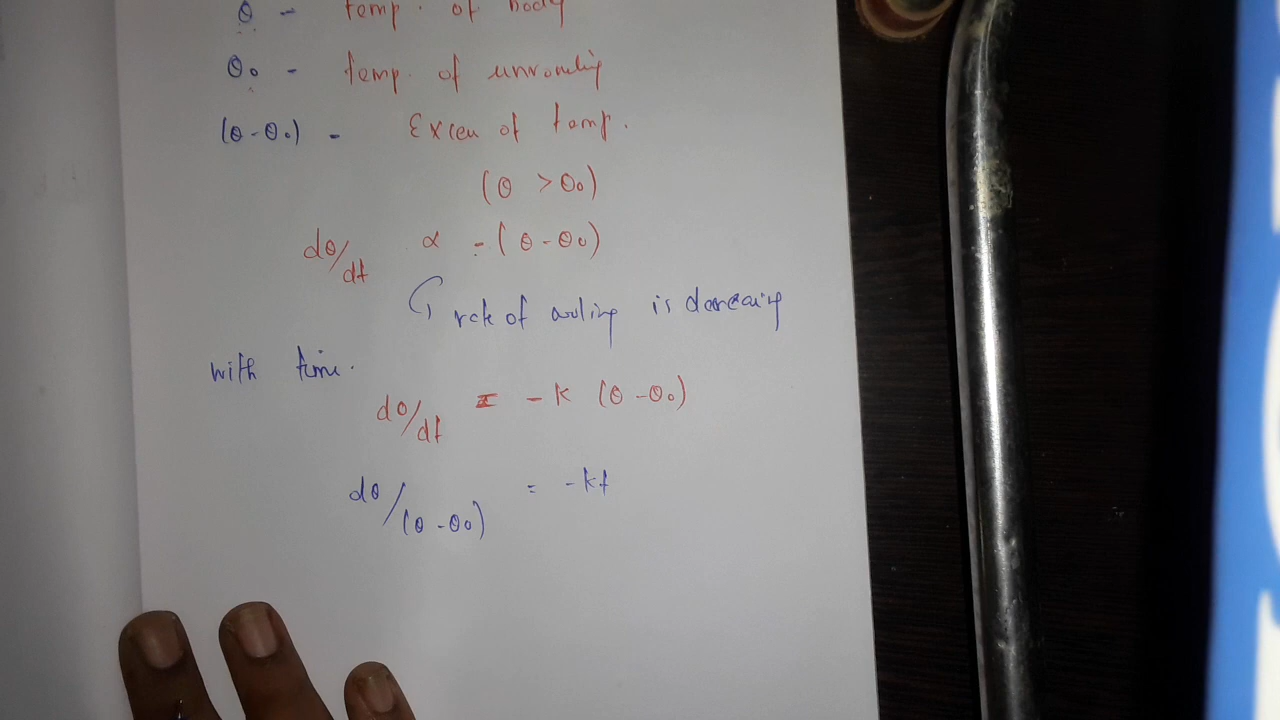 θ - temp. of body
θ₀ - temp. of surrounding
(θ-θ₀) - Excess of temp.
(θ > θ₀)
dθ/dt α -(θ-θ₀)
rate of cooling is decreasing
with time.
dθ/dt = -k (θ-θ₀)
dθ/(θ-θ₀) = -kt